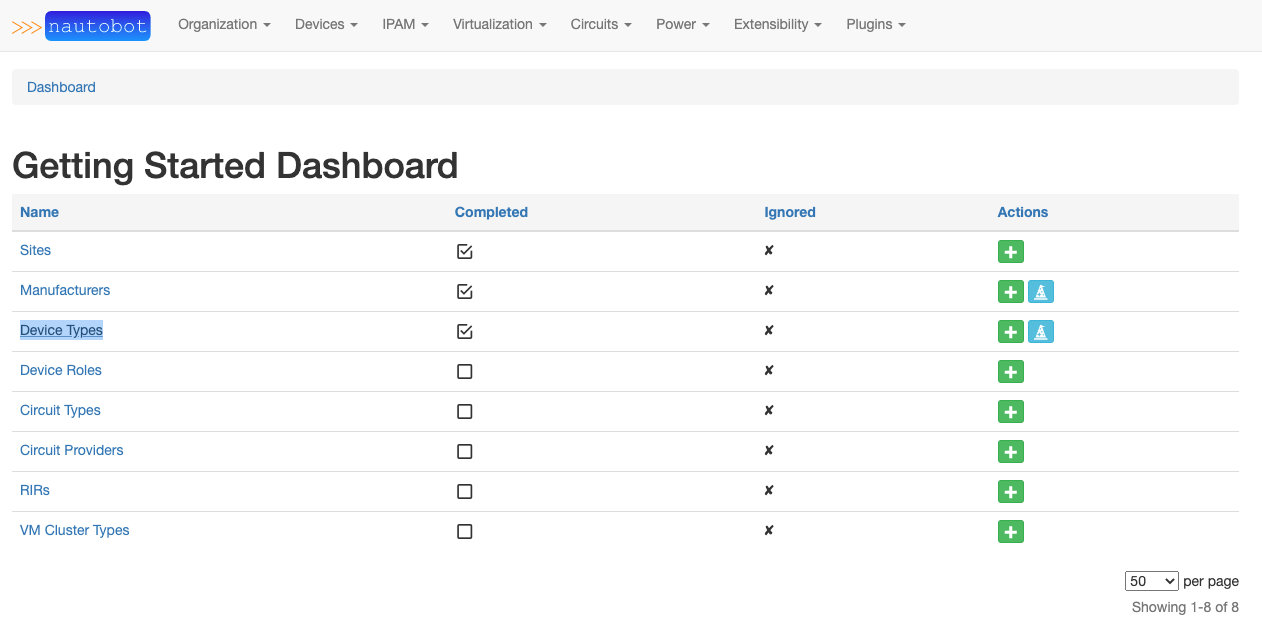 >>> nautobot Organization Devices IPAM Virtualization Circuits Power Extensibility Plugins
Dashboard
Getting Started Dashboard
Name Completed Ignored Actions
Sites
Manufacturers
Device Types
Device Roles
Circuit Types
Circuit Providers
RIRs
VM Cluster Types
50 per page
Showing 1-8 of 8